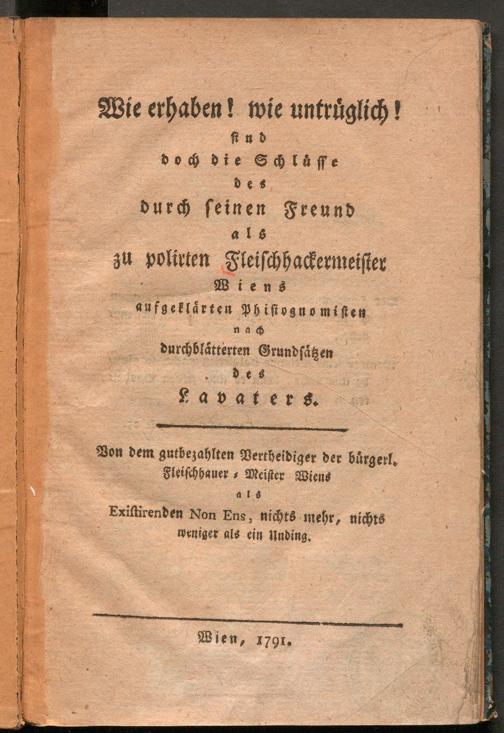 Wie erhaben! wie untrüglich!
ſind
doch die Schlüſſe
des
durch ſeinen Freund
als
zu polirten Fleiſchhackermeiſter
Wiens
aufgeklärten Phiſiognomiſten
nach
durchblätterten Grundſätzen
des
Lavaters.
Von dem gutbezahlten Vertheidiger der bürgerl.
Fleiſchhauer-Meiſter Wiens
als
Exiſtirenden Non Ens, nichts mehr, nichts
weniger als ein Unding.
Wien, 1791.